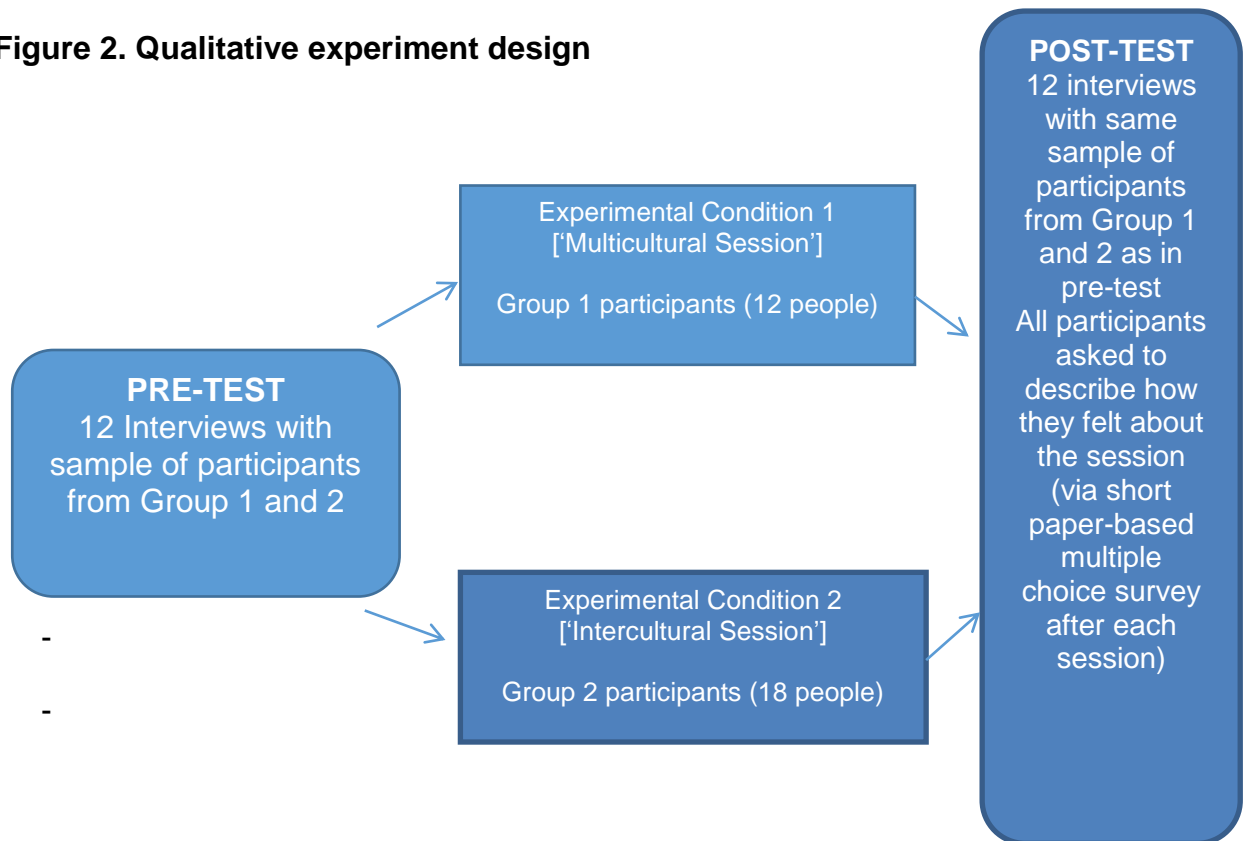 Figure 2. Qualitative experiment design
PRE-TEST
12 Interviews with
sample of participants
from Group 1 and 2
-
-
Experimental Condition 1
[‘Multicultural Session’]
Group 1 participants (12 people)
Experimental Condition 2
[‘Intercultural Session’]
Group 2 participants (18 people)
POST-TEST
12 interviews
with same
sample of
participants
from Group 1
and 2 as in
pre-test
All participants
asked to
describe how
they felt about
the session
(via short
paper-based
multiple
choice survey
after each
session)